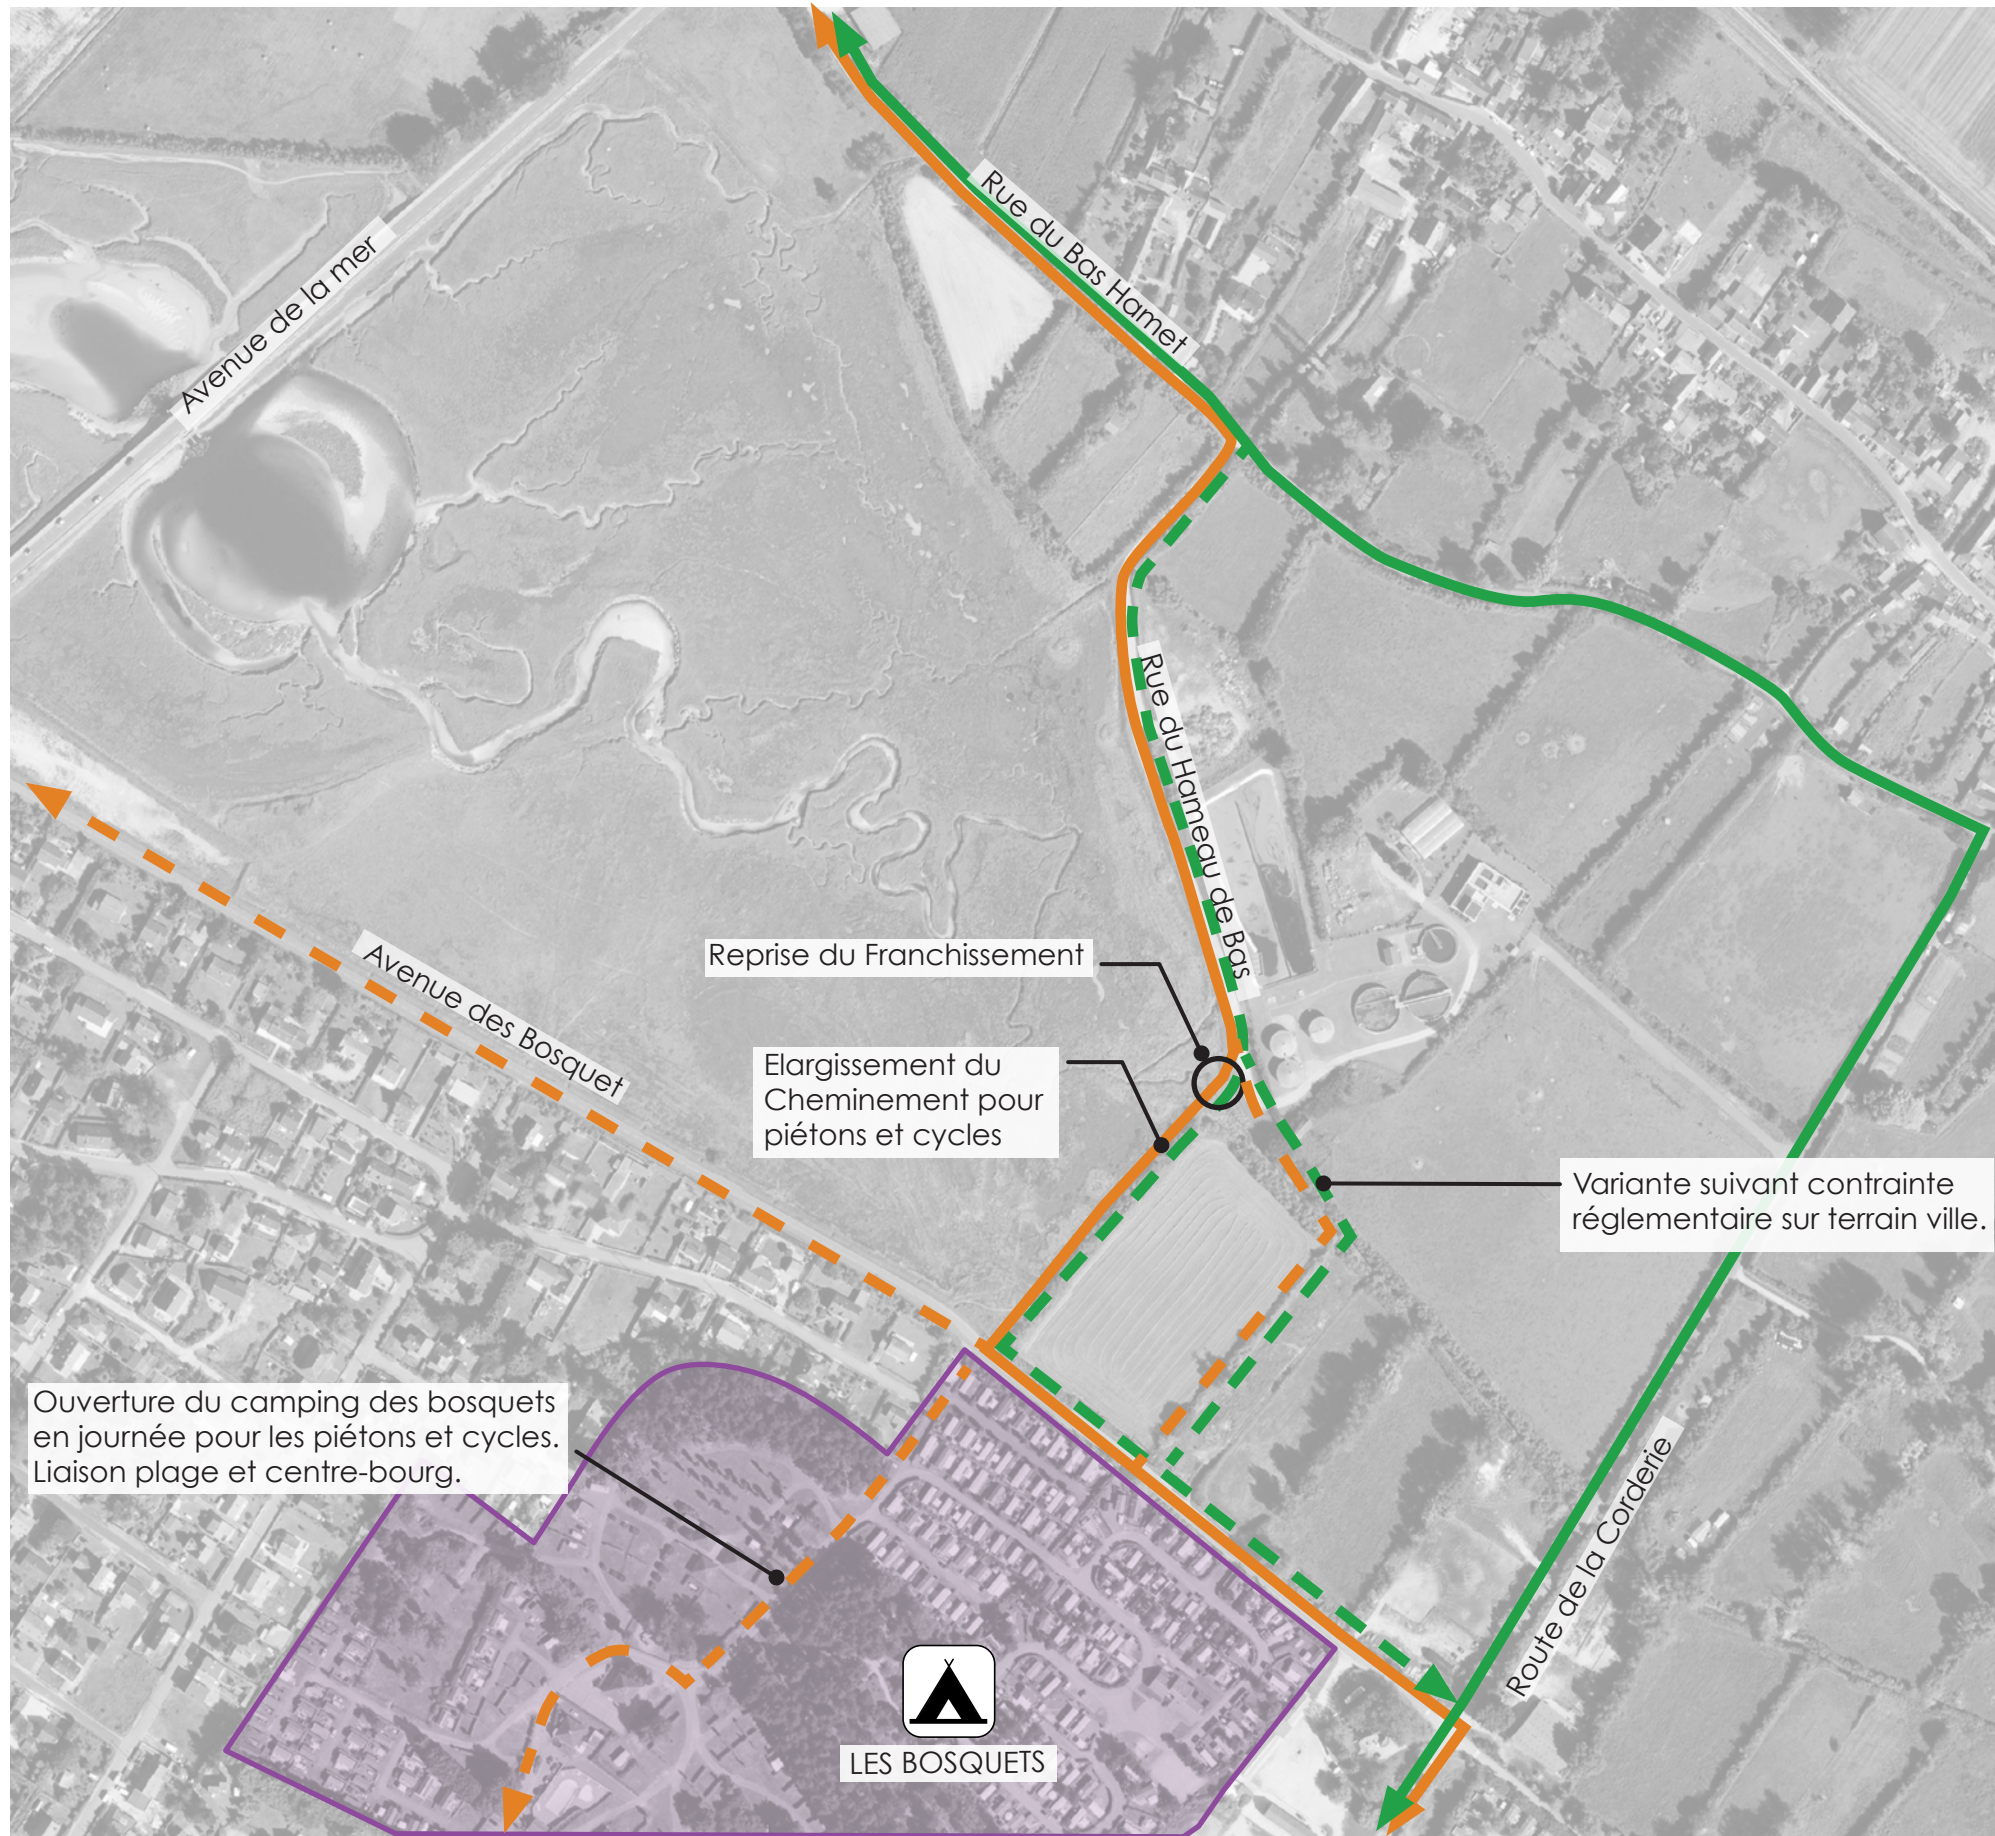 Rue du Bas Hamet
Avenue de la mer
Rue du Hameau de Bas
Reprise du Franchissement
Avenue des Bosquet
Elargissement du
Cheminement pour
piétons et cycles
Variante suivant contrainte
réglementaire sur terrain ville.
Ouverture du camping des bosquets
en journée pour les piétons et cycles.
Liaison plage et centre-bourg.
Route de la Corderie
LES BOSQUETS